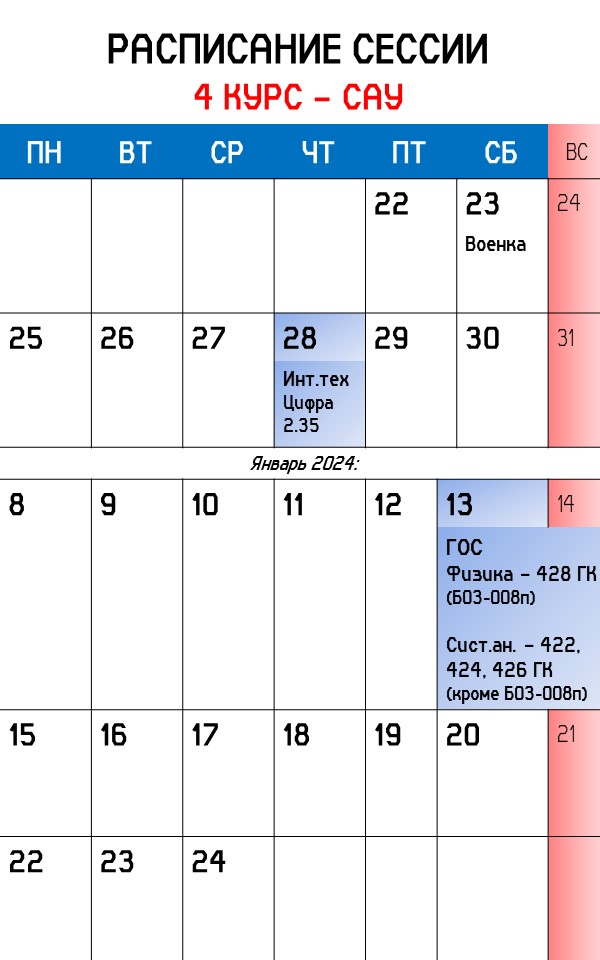 РАСПИСАНИЕ СЕССИИ
4 КУРС – САУ
ПН ВТ СР ЧТ ПТ СБ ВС
22 23 24
Военка
25 26 27 28 29 30 31
Инт.тех
Цифра
2.35
Январь 2024:
8 9 10 11 12 13 14
ГОС
Физика – 428 ГК
(Б03-008п)
Сист.ан. – 422,
424, 426 ГК
(кроме Б03-008п)
15 16 17 18 19 20 21
22 23 24